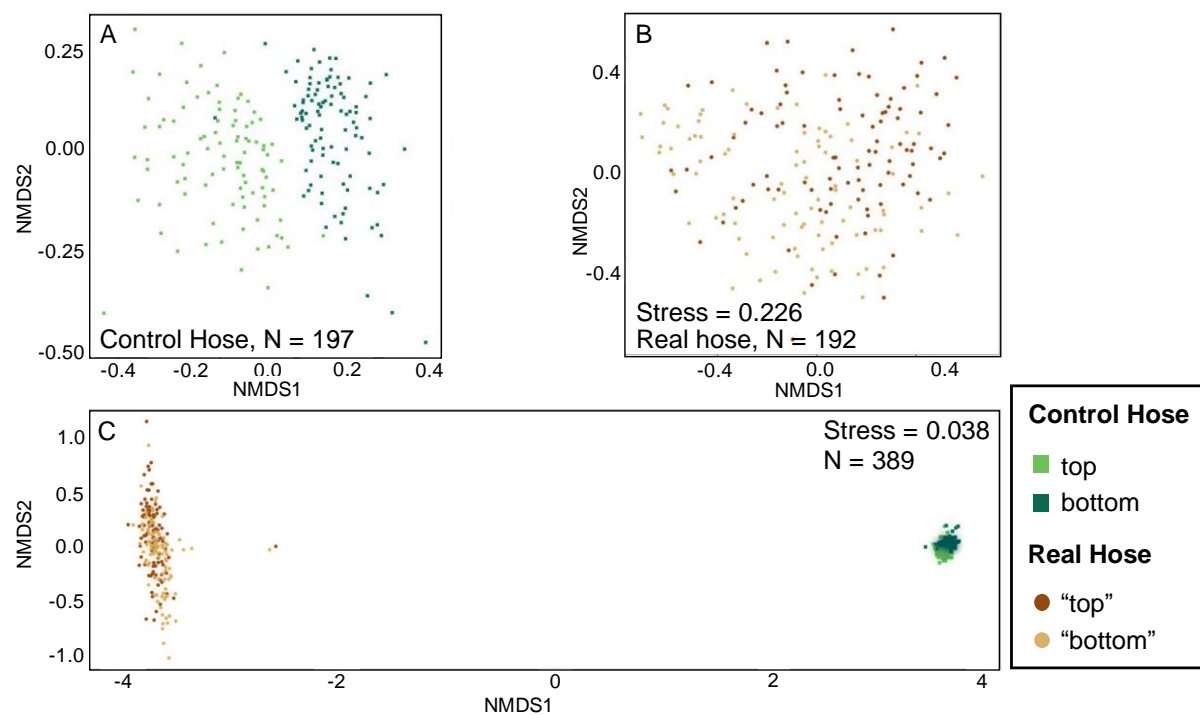 A
0.25
0.00
-0.25
-0.50
NMDS2
Control Hose, N = 197
-0.4
-0.2
0.0
0.2
0.4
NMDS1
B
0.4
0.0
-0.4
NMDS2
Stress = 0.226
Real hose, N = 192
-0.4
0.0
0.4
NMDS1
C
1.0
0.5
0.0
-0.5
-1.0
NMDS2
Stress = 0.038
N = 389
-4
-2
0
2
4
NMDS1
Control Hose
top
bottom
Real Hose
“top”
“bottom”